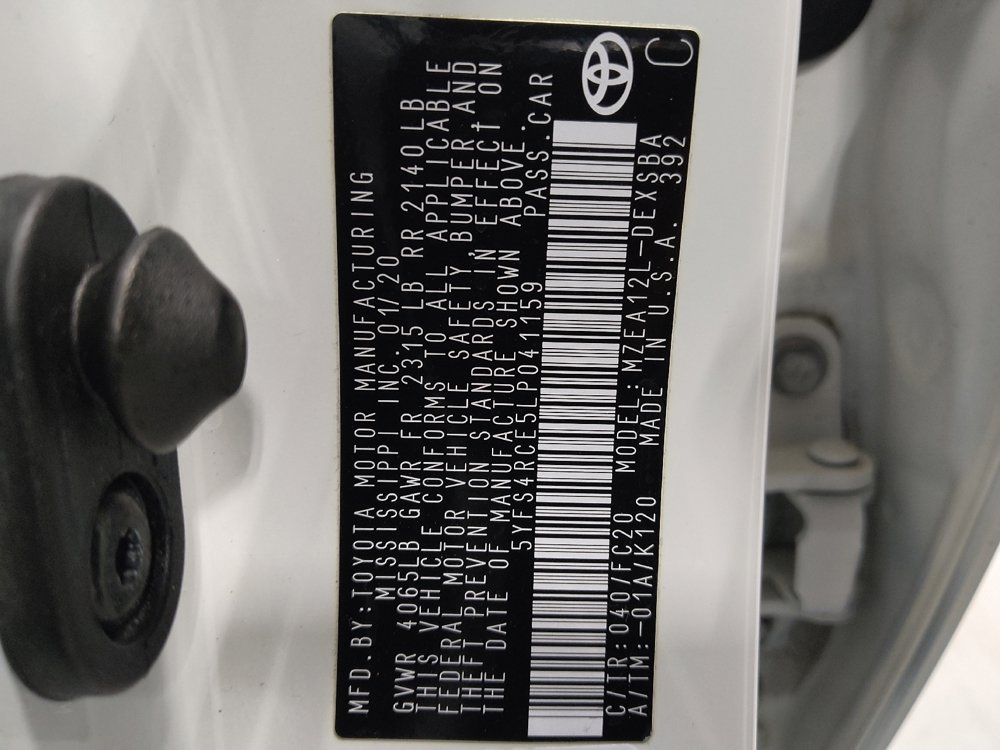 MFD.BY:TOYOTA MOTOR MANUFACTURING
MISSISSIPPI INC. 01/20
GVWR 4065LB GAWR FR 2315 LB RR 2140 LB
THIS VEHICLE CONFORMS TO ALL APPLICABLE
FEDERAL MOTOR VEHICLE SAFETY, BUMPER AND
THEFT PREVENTION STANDARDS IN EFFECT ON
THE DATE OF MANUFACTURE SHOWN ABOVE.
5YFS4RCE5LP041159 PASS.CAR
C/TR:040/FC20 MODEL:MZEA12L-DEXSBA
A/TM:-01A/K120 MADE IN U.S.A. 392
C